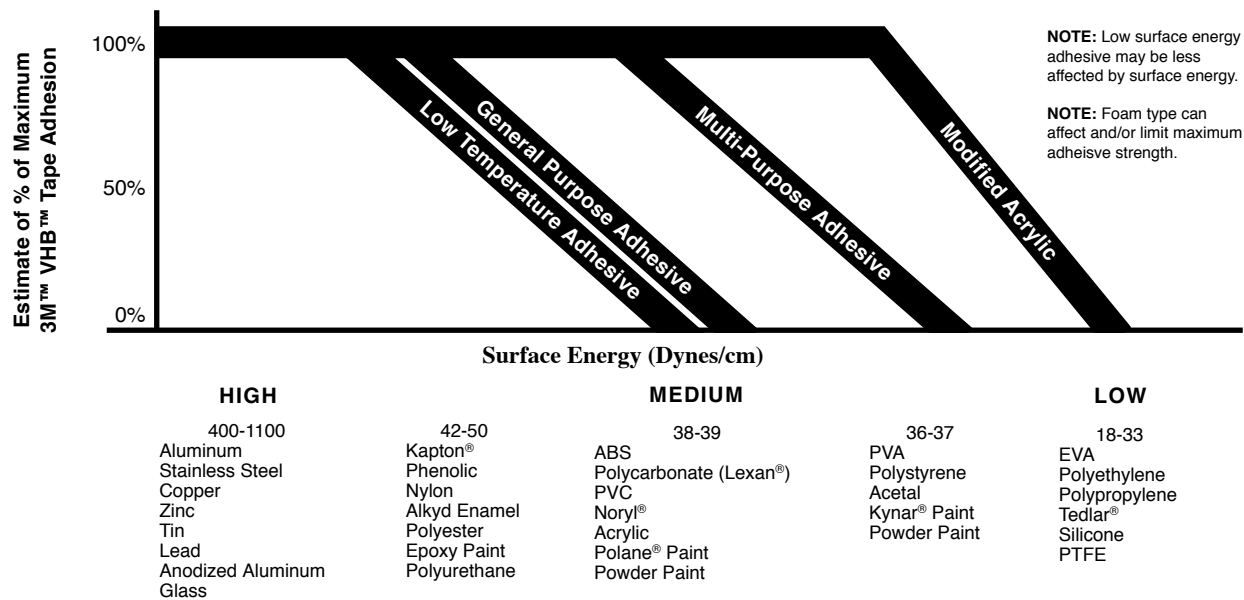 Estimate of % of Maximum
3M™ VHB™ Tape Adhesion
100%
50%
0%
Low Temperature Adhesive
General Purpose Adhesive
Multi-Purpose Adhesive
Modified Acrylic
NOTE: Low surface energy
adhesive may be less
affected by surface energy.
NOTE: Foam type can
affect and/or limit maximum
adheisve strength.
Surface Energy (Dynes/cm)
HIGH
400-1100
Aluminum
Stainless Steel
Copper
Zinc
Tin
Lead
Anodized Aluminum
Glass
42-50
Kapton®
Phenolic
Nylon
Alkyd Enamel
Polyester
Epoxy Paint
Polyurethane
MEDIUM
38-39
ABS
Polycarbonate (Lexan®)
PVC
Noryl®
Acrylic
Polane® Paint
Powder Paint
36-37
PVA
Polystyrene
Acetal
Kynar® Paint
Powder Paint
LOW
18-33
EVA
Polyethylene
Polypropylene
Tedlar®
Silicone
PTFE